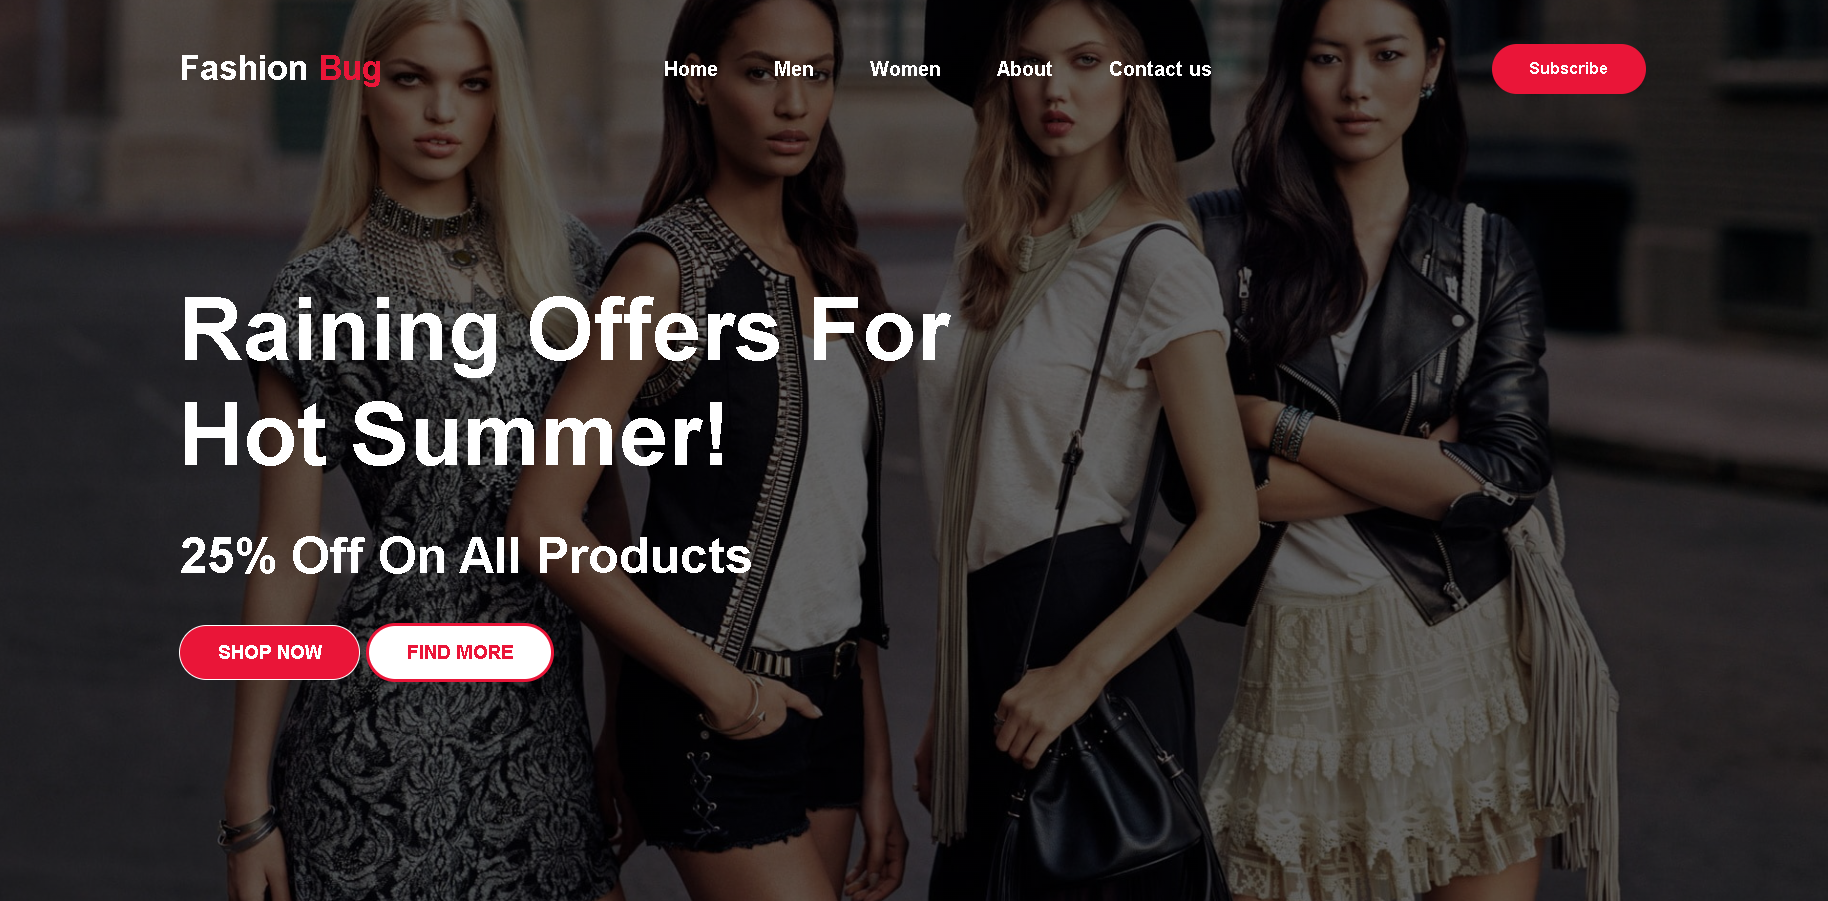 Fashion Bug
Home Men Women About Contact us
Subscribe
Raining Offers For
Hot Summer!
25% Off On All Products
SHOP NOW
FIND MORE